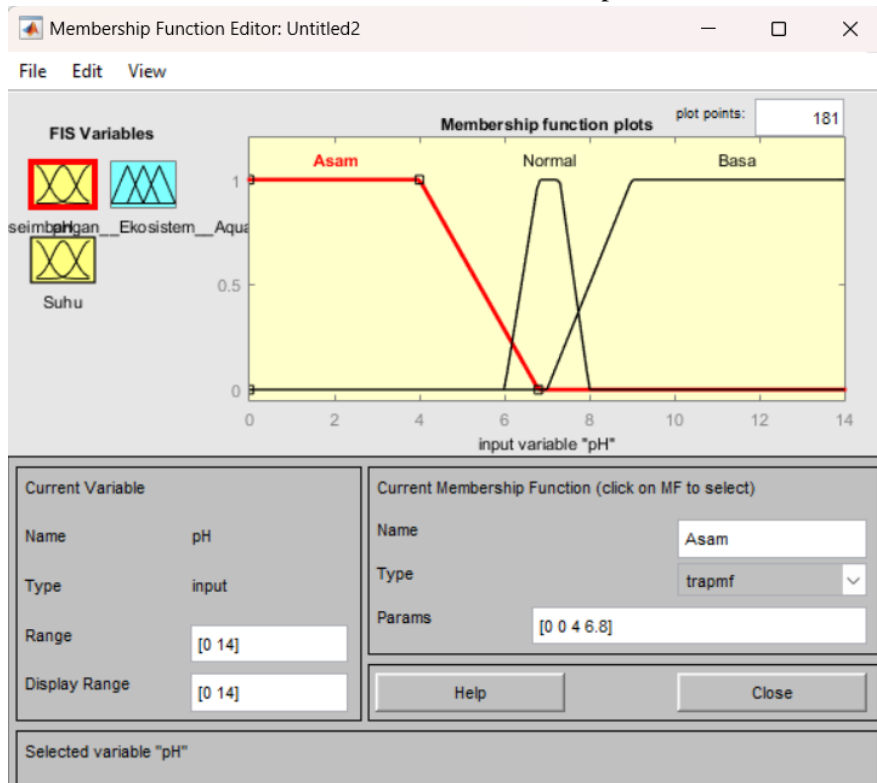 Membership Function Editor: Untitled2
File Edit View
FIS Variables
Membership function plots
plot points:
181
Asam
Normal
Basa
1
0.5
0
0 2 4 6 8 10 12 14
input variable "pH"
pH
__Ekosistem__Aqua
Suhu
Current Variable
Name pH
Type input
Range [0 14]
Display Range [0 14]
Current Membership Function (click on MF to select)
Name Asam
Type trapmf
Params [0 0 4 6.8]
Help
Close
Selected variable "pH"